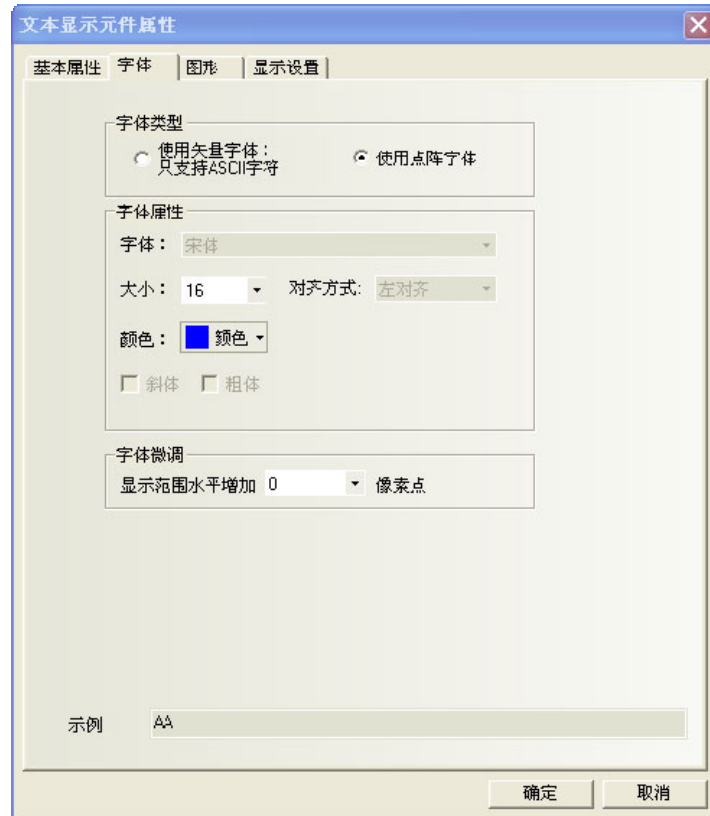 文本显示元件属性
基本属性 字体 图形 显示设置
字体类型
使用矢量字体：
只支持ASCII字符
使用点阵字体
字体属性
字体： 宋体
大小： 16 对齐方式: 左对齐
颜色： 颜色
斜体 粗体
字体微调
显示范围水平增加 0 像素点
示例 AA
确定 取消